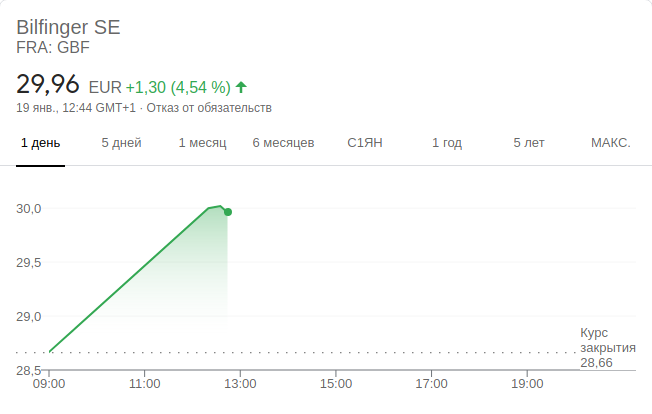 Bilfinger SE
FRA: GBF
29,96 EUR +1,30 (4,54 %)
19 янв., 12:44 GMT+1 · Отказ от обязательств
1 день 5 дней 1 месяц 6 месяцев С1ЯН 1 год 5 лет МАКС.
30,0
29,5
29,0
28,5
Курс
закрытия
28,66
09:00 11:00 13:00 15:00 17:00 19:00